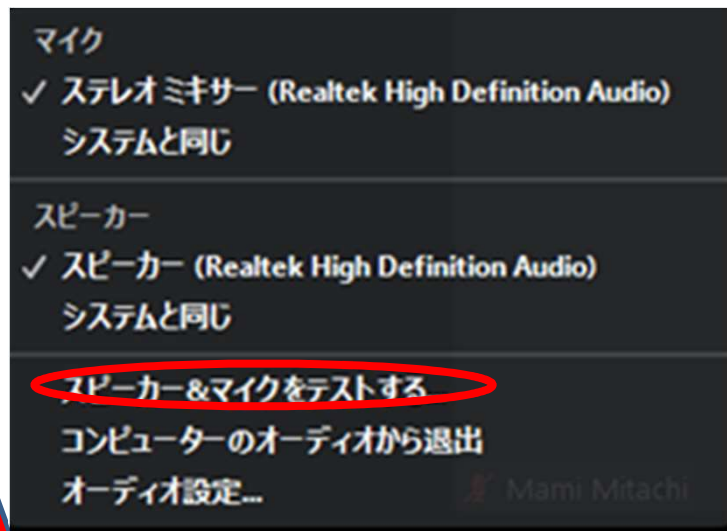 マイク
✓ ステレオ ミキサー (Realtek High Definition Audio)
システムと同じ
スピーカー
✓ スピーカー (Realtek High Definition Audio)
システムと同じ
スピーカー&マイクをテストする
コンピューターのオーディオから退出
オーディオ設定...
Mami Mitachi